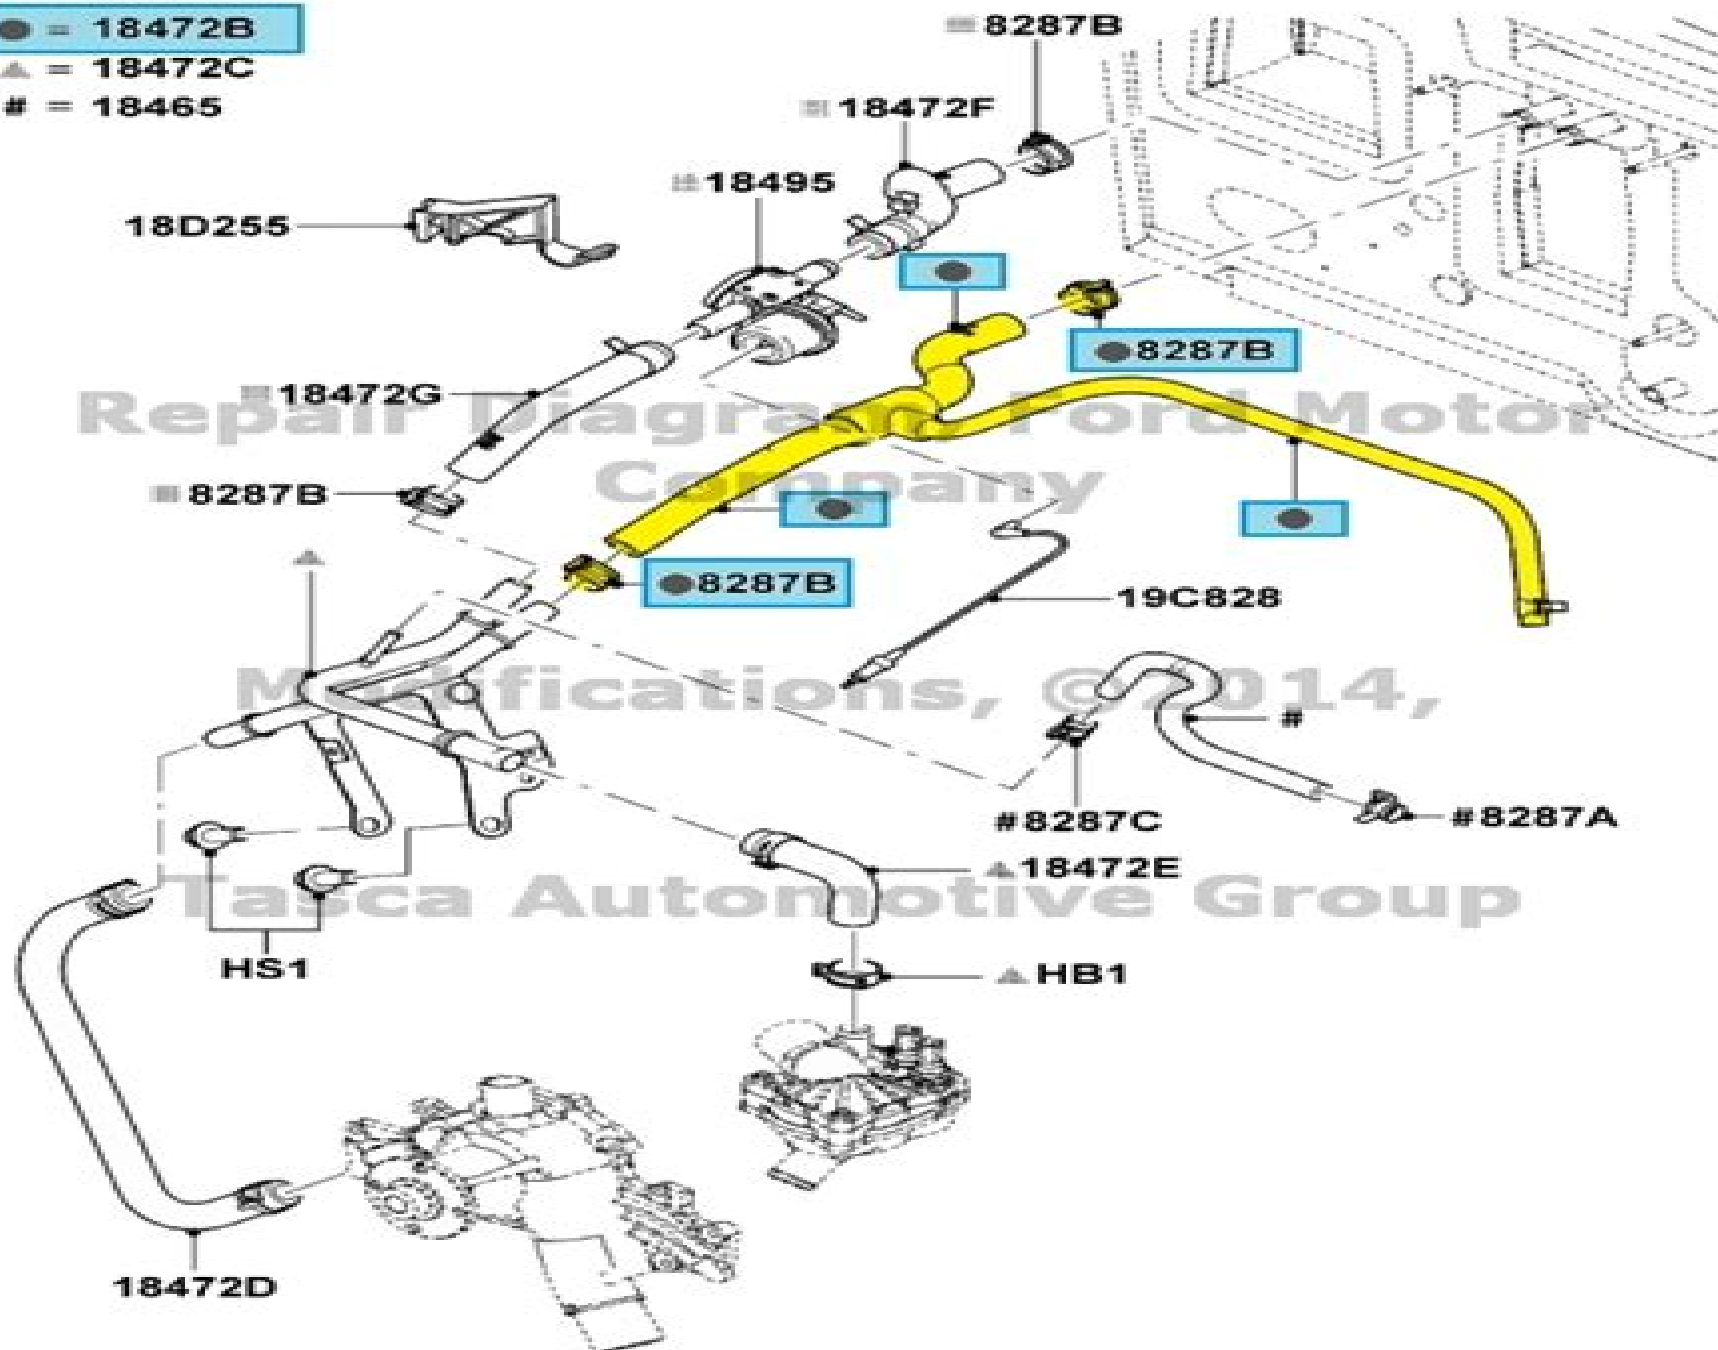 ● = 18472B
▲ = 18472C
# = 18465
8287B
18472F
18495
18D255
●
●8287B
18472G
Repair Diagram, Ford Motor
Company
8287B
●
●
●8287B
19C828
Modifications, ©2014,
#
#8287C
#8287A
▲18472E
Tasca Automotive Group
HS1
▲HB1
18472D